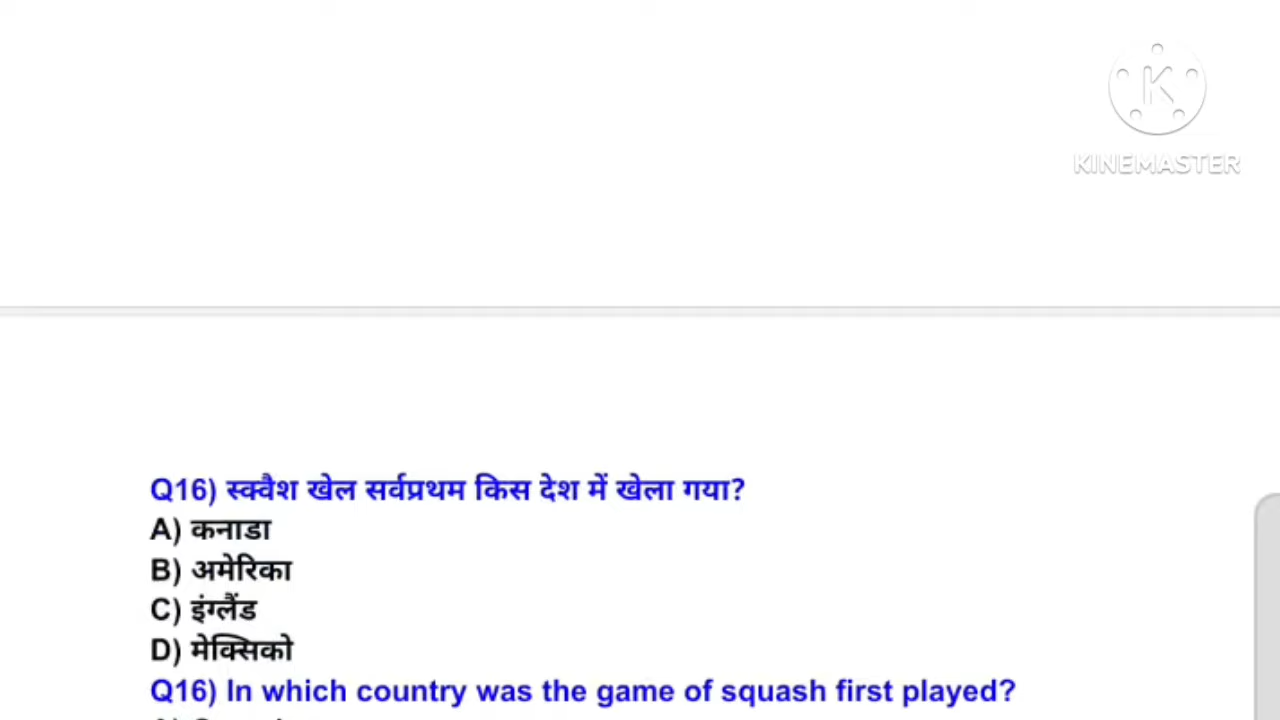 KINEMASTER
Q16) स्क्वैश खेल सर्वप्रथम किस देश में खेला गया?
A) कनाडा
B) अमेरिका
C) इंग्लैंड
D) मेक्सिको
Q16) In which country was the game of squash first played?